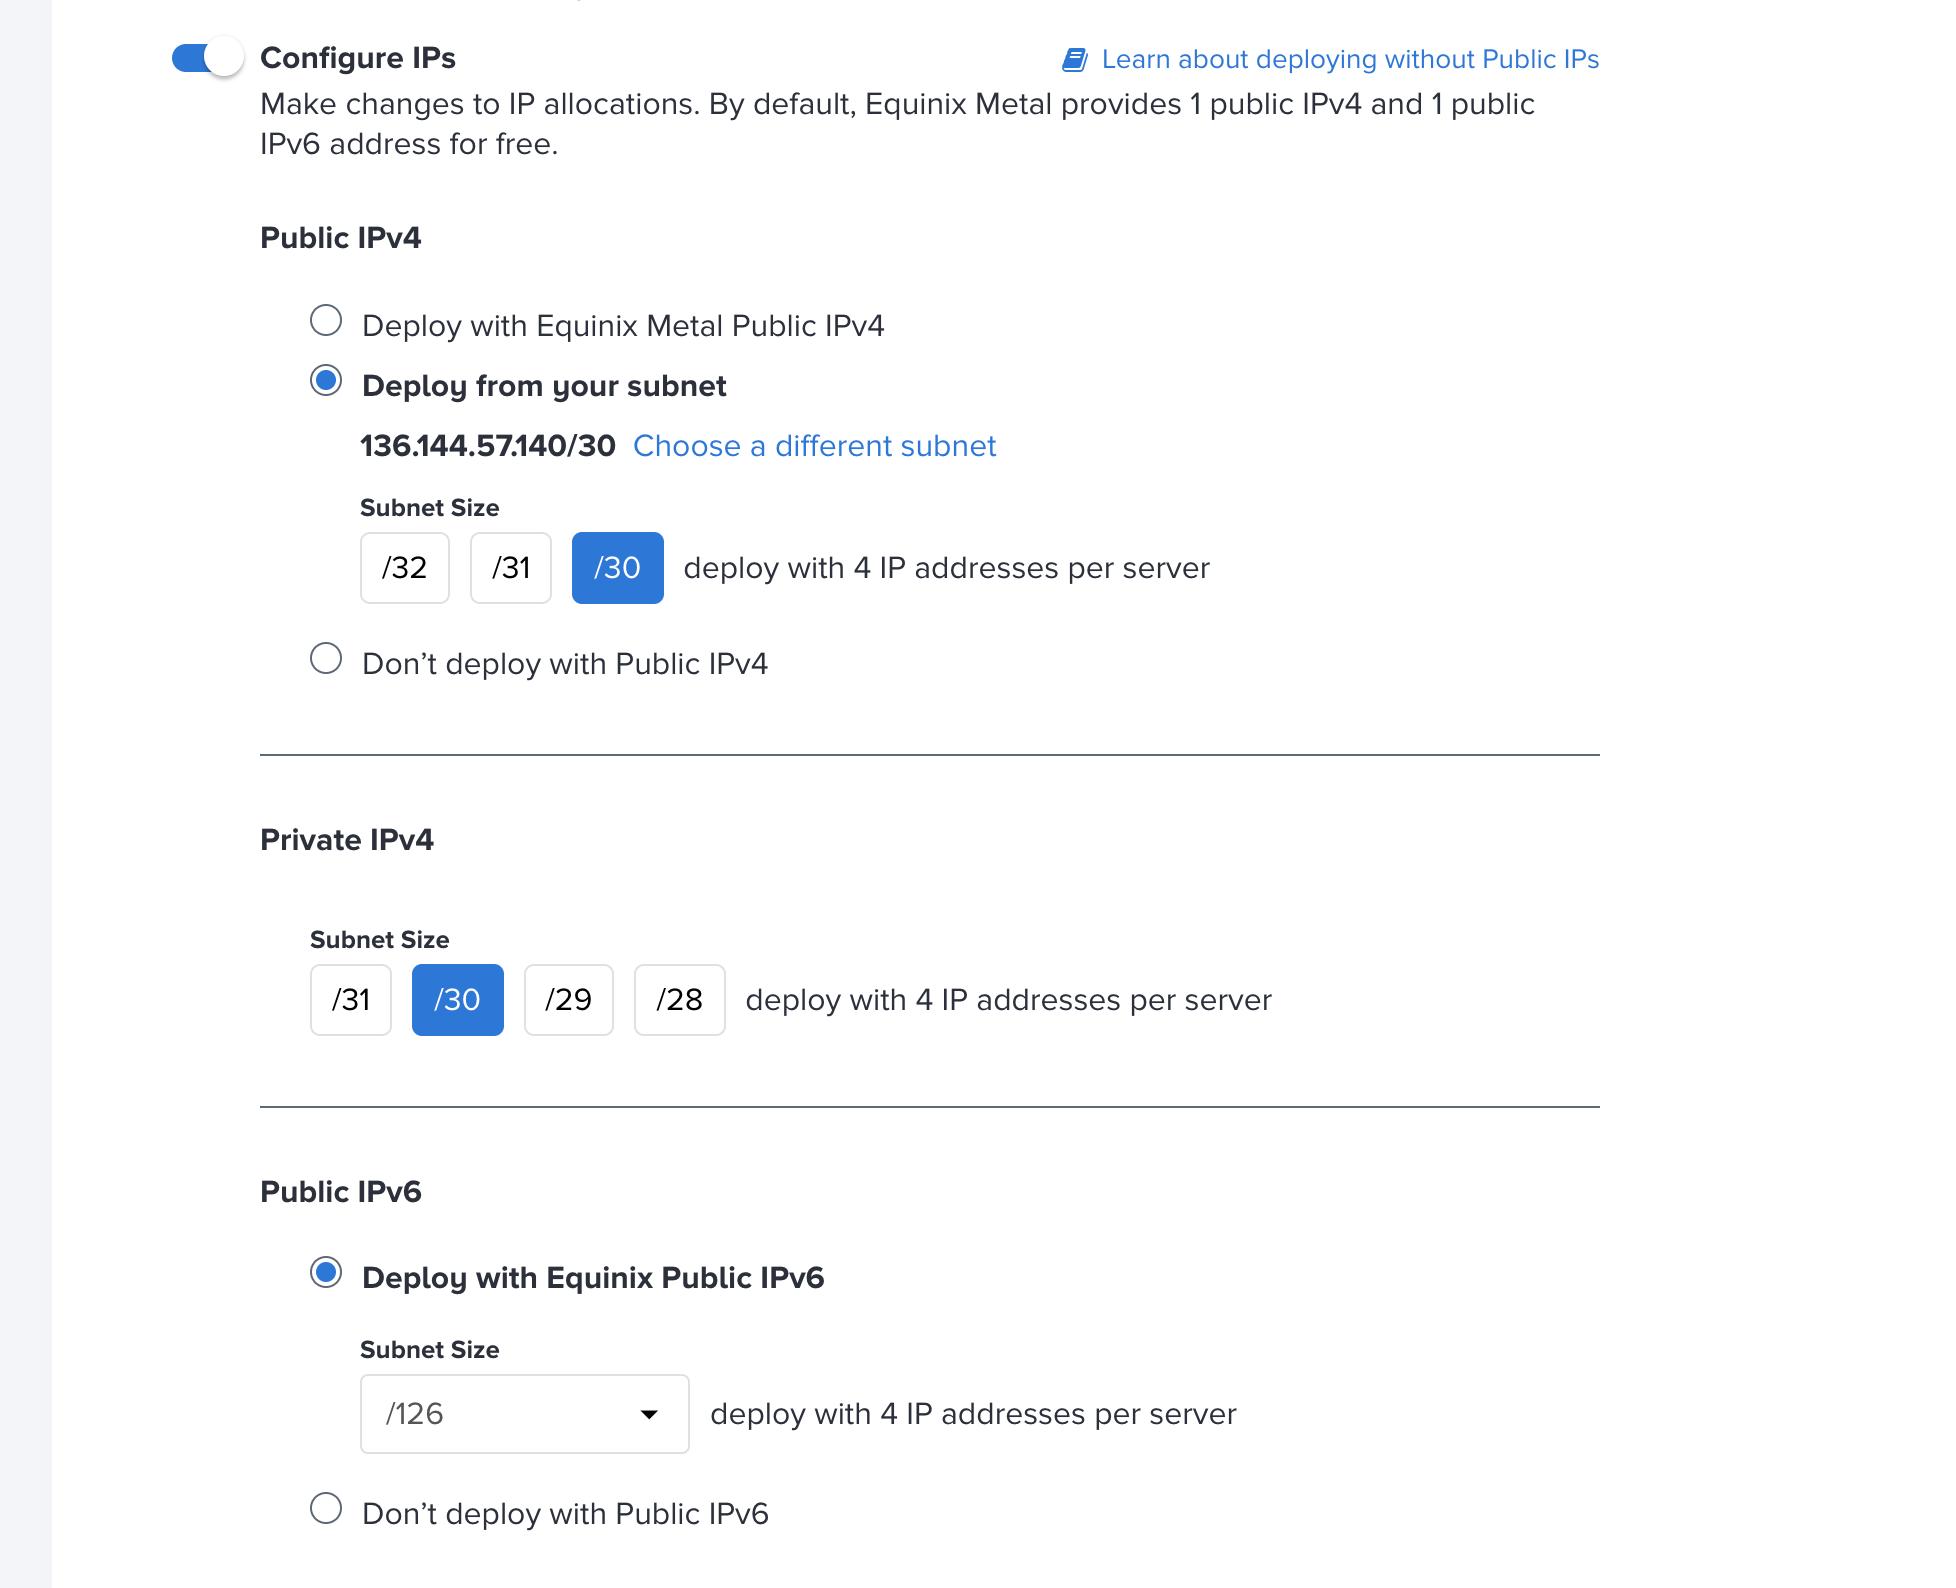 Configure IPs
Learn about deploying without Public IPs
Make changes to IP allocations. By default, Equinix Metal provides 1 public IPv4 and 1 public
IPv6 address for free.
Public IPv4
Deploy with Equinix Metal Public IPv4
Deploy from your subnet
136.144.57.140/30 Choose a different subnet
Subnet Size
/32 /31 /30 deploy with 4 IP addresses per server
Don’t deploy with Public IPv4
Private IPv4
Subnet Size
/31 /30 /29 /28 deploy with 4 IP addresses per server
Public IPv6
Deploy with Equinix Public IPv6
Subnet Size
/126 deploy with 4 IP addresses per server
Don’t deploy with Public IPv6